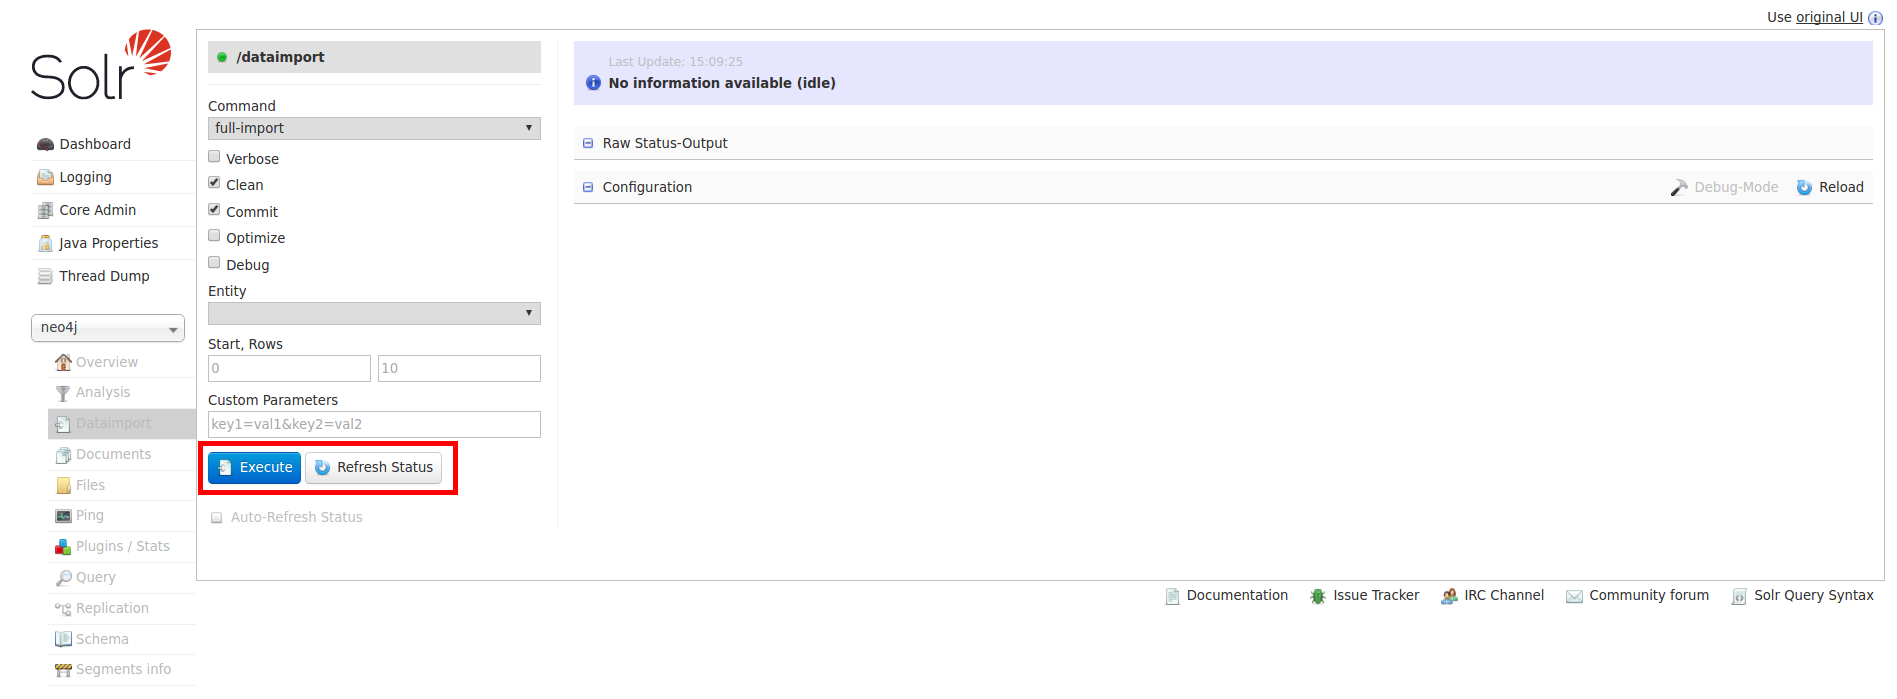 Use original UI
Solr
Dashboard
Logging
Core Admin
Java Properties
Thread Dump
neo4j
Overview
Analysis
Dataimport
Documents
Files
Ping
Plugins / Stats
Query
Replication
Schema
Segments info
/dataimport
Command
full-import
Verbose
Clean
Commit
Optimize
Debug
Entity
Start, Rows
0 10
Custom Parameters
key1=val1&key2=val2
Execute Refresh Status
Auto-Refresh Status
Last Update: 15:09:25
No information available (idle)
Raw Status-Output
Configuration Debug-Mode Reload
Documentation Issue Tracker IRC Channel Community forum Solr Query Syntax